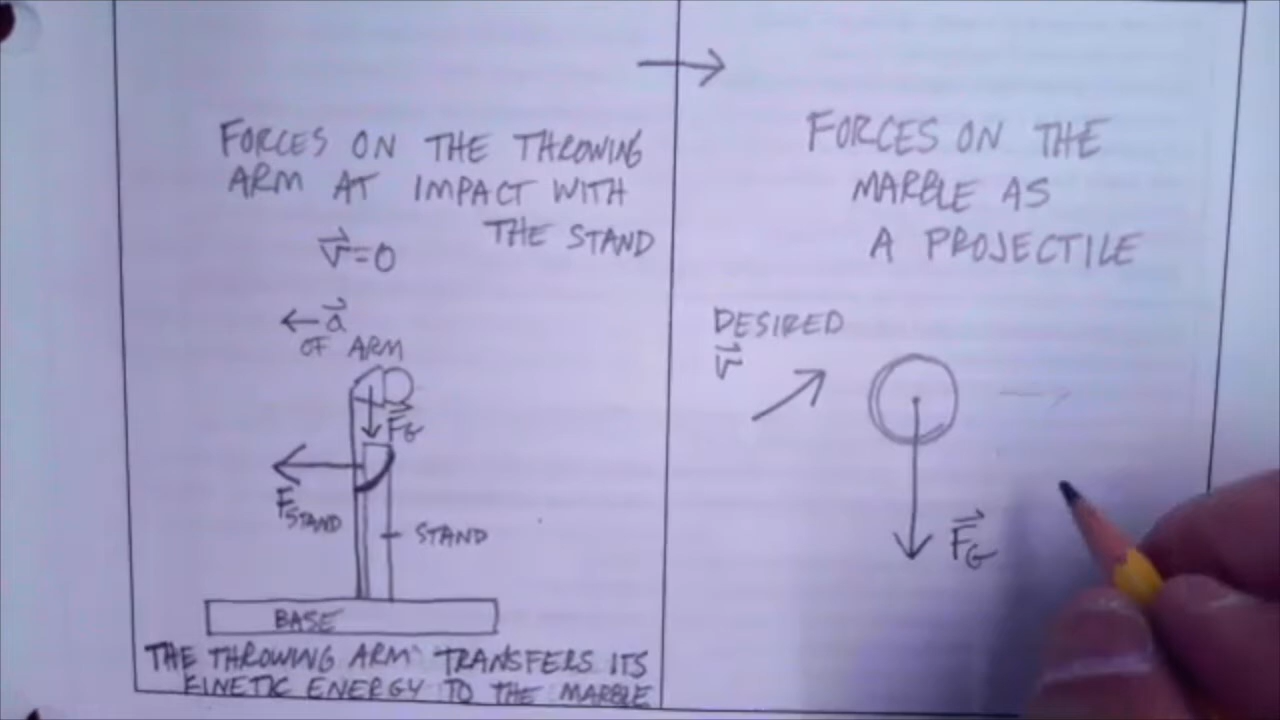 FORCES ON THE THROWING
ARM AT IMPACT WITH
THE STAND
v⃗=0
←a⃗
OF ARM
F⃗G
FSTAND
STAND
BASE
THE THROWING ARM TRANSFERS ITS
KINETIC ENERGY TO THE MARBLE
FORCES ON THE
MARBLE AS
A PROJECTILE
DESIRED
v⃗
F⃗G